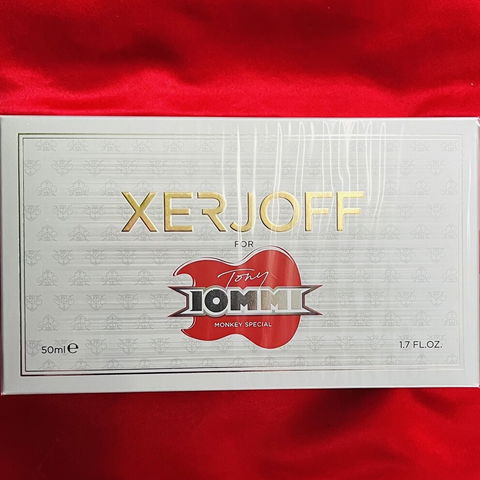 XERJOFF
FOR
Tony
IOMMI
MONKEY SPECIAL
50ml e
1.7 FL.OZ.